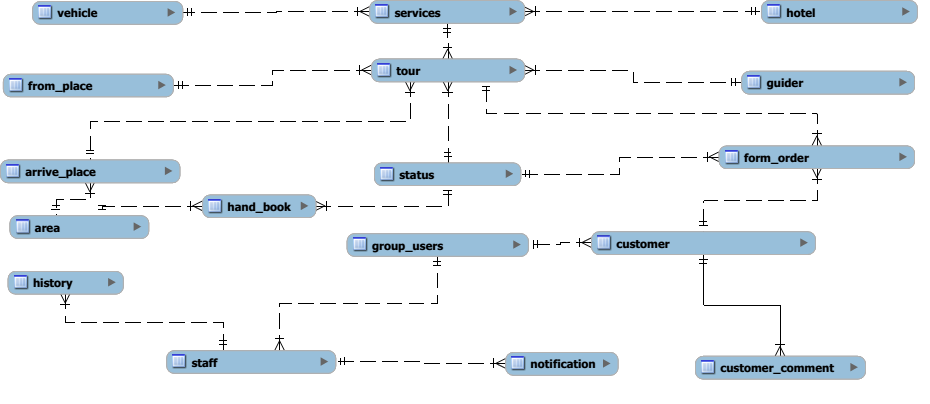 vehicle
services
hotel
tour
from_place
guider
form_order
arrive_place
status
hand_book
area
group_users
customer
history
staff
notification
customer_comment